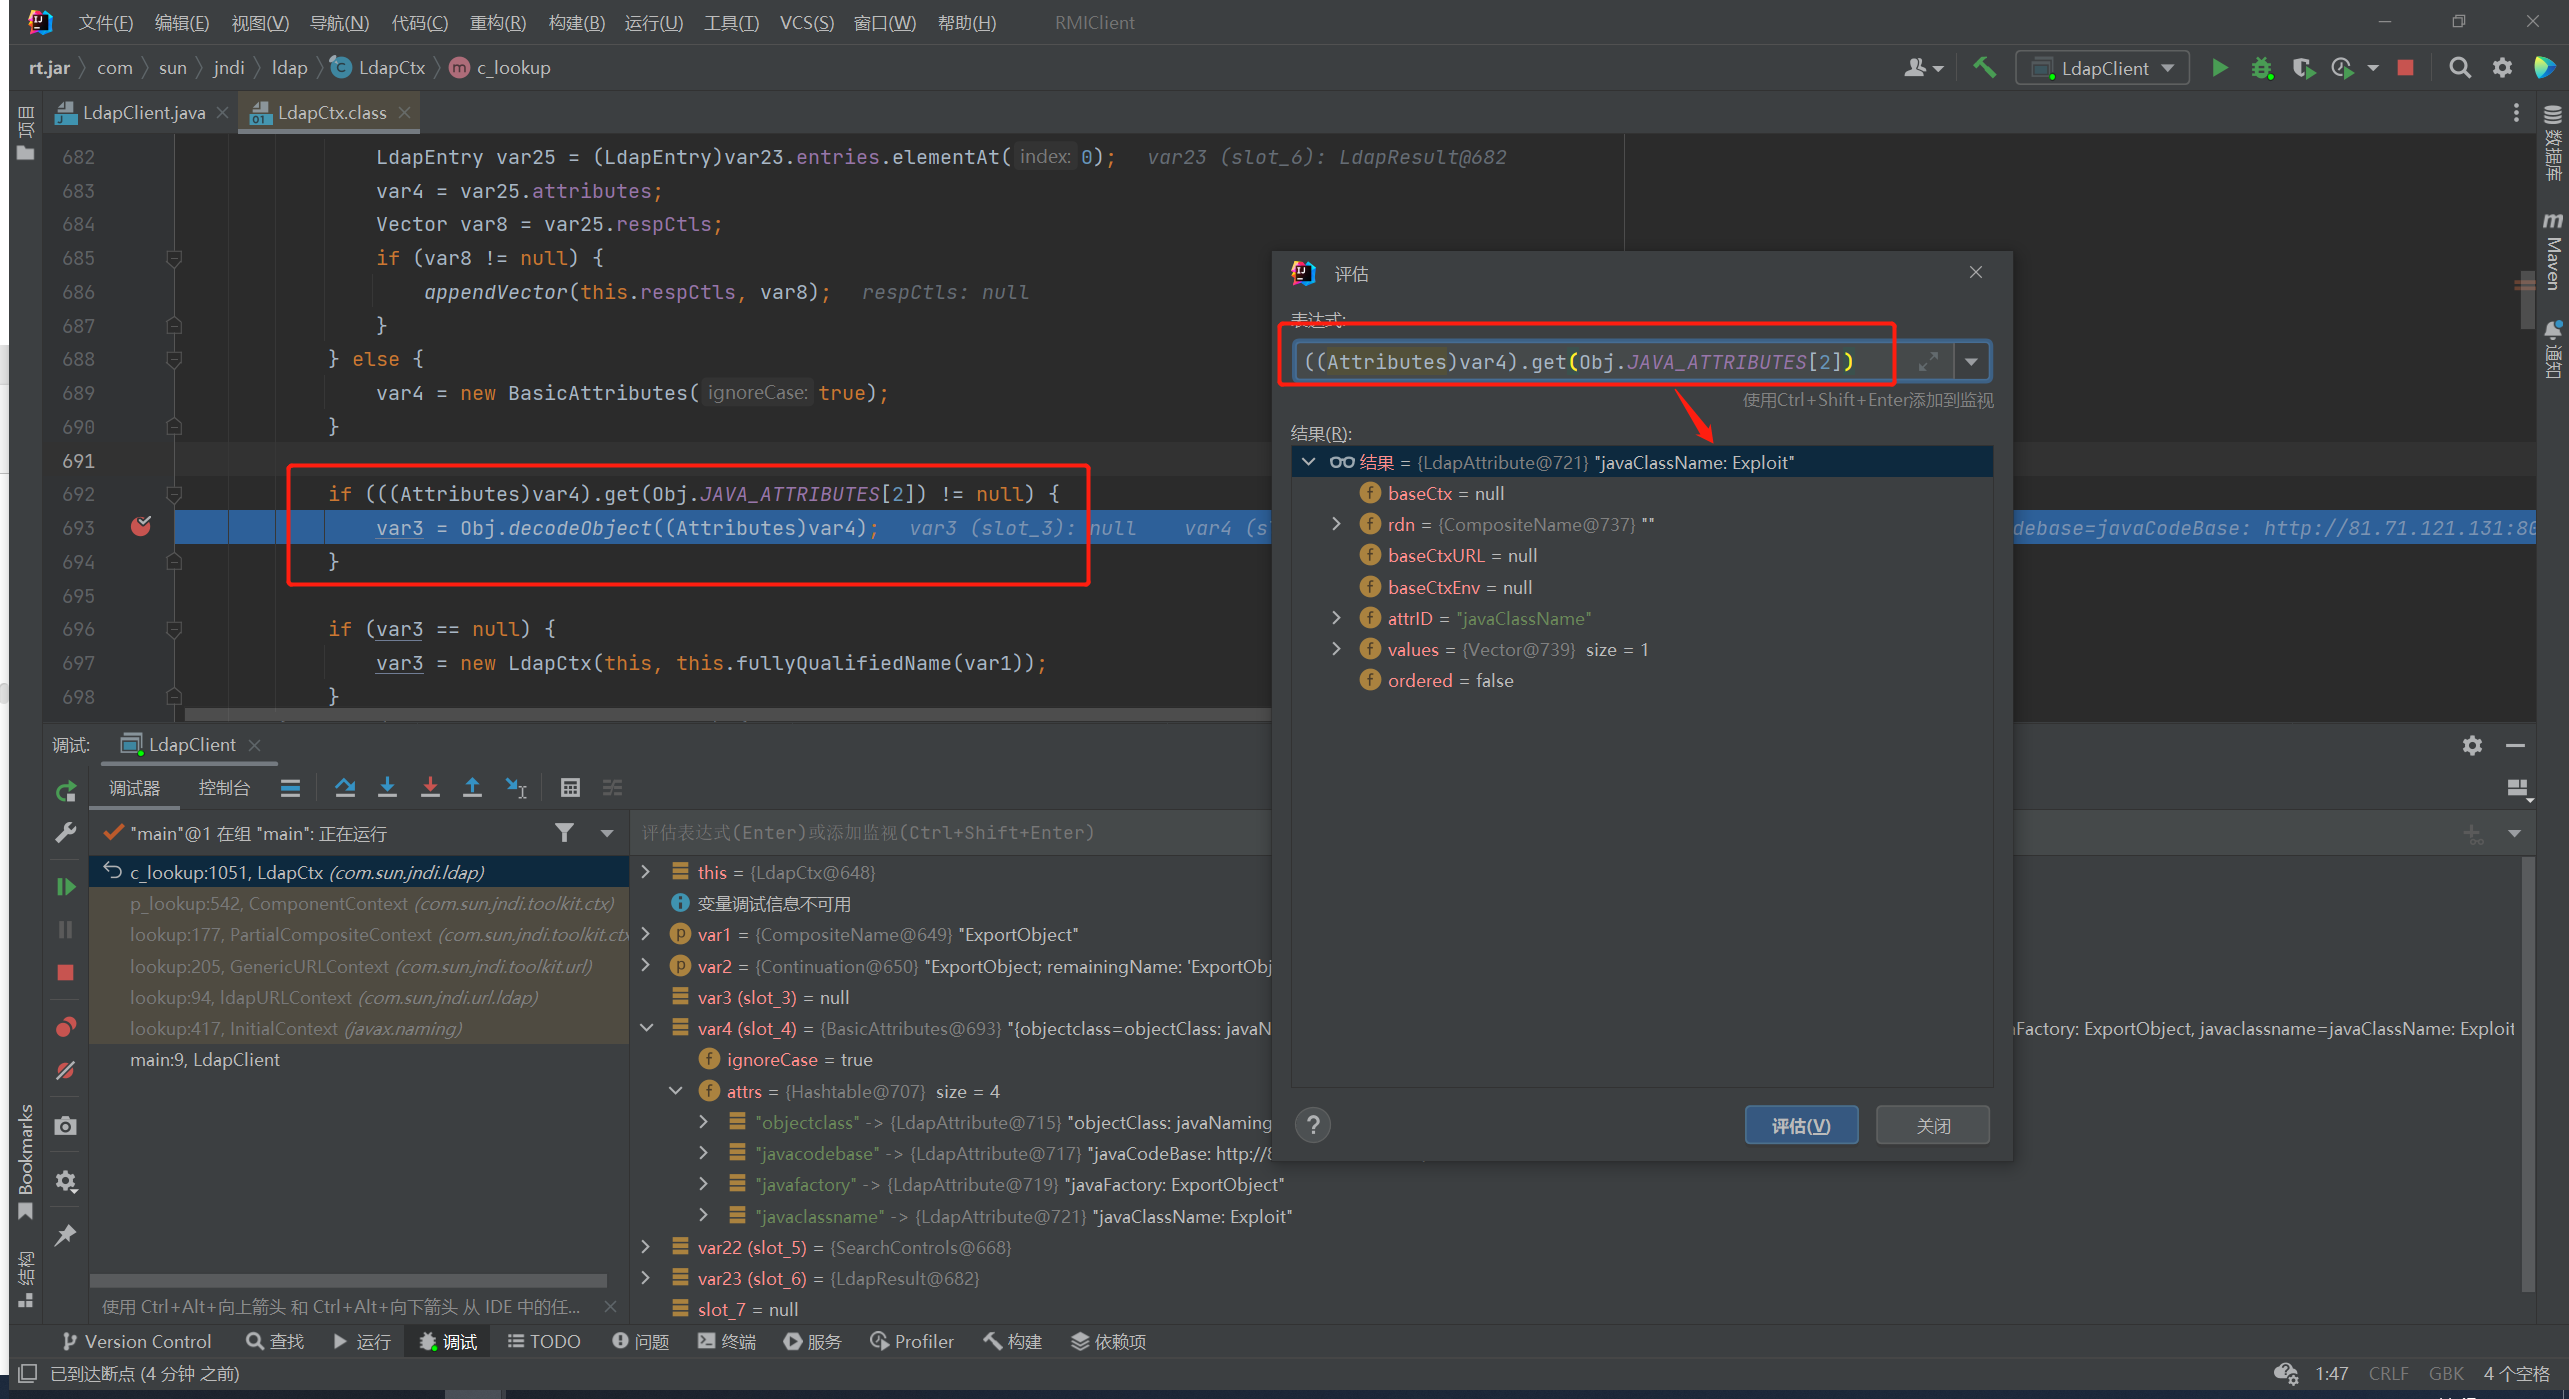 文件(F) 编辑(E) 视图(V) 导航(N) 代码(C) 重构(R) 构建(B) 运行(U) 工具(T) VCS(S) 窗口(W) 帮助(H) RMIClient
rt.jar com sun jndi ldap LdapCtx c_lookup
LdapClient
项目
LdapClient.java
LdapCtx.class
682 LdapEntry var25 = (LdapEntry)var23.entries.elementAt( index: 0); var23 (slot_6): LdapResult@682
683 var4 = var25.attributes;
684 Vector var8 = var25.respCtls;
685 if (var8 != null) {
686 appendVector(this.respCtls, var8); respCtls: null
687 }
688 } else {
689 var4 = new BasicAttributes( ignoreCase: true);
690 }
691
692 if (((Attributes)var4).get(Obj.JAVA_ATTRIBUTES[2]) != null) {
693 var3 = Obj.decodeObject((Attributes)var4); var3 (slot_3): null var4 (s debase=javaCodeBase: http://81.71.121.131:80
694 }
695
696 if (var3 == null) {
697 var3 = new LdapCtx(this, this.fullyQualifiedName(var1));
698 }
评估
表达式:
((Attributes)var4).get(Obj.JAVA_ATTRIBUTES[2])
使用Ctrl+Shift+Enter添加到监视
结果(R):
结果 = {LdapAttribute@721} "javaClassName: Exploit"
baseCtx = null
rdn = {CompositeName@737} ""
baseCtxURL = null
baseCtxEnv = null
attrID = "javaClassName"
values = {Vector@739} size = 1
ordered = false
? 评估(V) 关闭
数据库
Maven
通知
调试: LdapClient
调试器 控制台
"main"@1 在组 "main": 正在运行
c_lookup:1051, LdapCtx (com.sun.jndi.ldap)
p_lookup:542, ComponentContext (com.sun.jndi.toolkit.ctx)
lookup:177, PartialCompositeContext (com.sun.jndi.toolkit.ctx
lookup:205, GenericURLContext (com.sun.jndi.toolkit.url)
lookup:94, ldapURLContext (com.sun.jndi.url.ldap)
lookup:417, InitialContext (javax.naming)
main:9, LdapClient
使用 Ctrl+Alt+向上箭头 和 Ctrl+Alt+向下箭头 从 IDE 中的任...
评估表达式(Enter)或添加监视(Ctrl+Shift+Enter)
this = {LdapCtx@648}
变量调试信息不可用
var1 = {CompositeName@649} "ExportObject"
var2 = {Continuation@650} "ExportObject; remainingName: 'ExportObj
var3 (slot_3) = null
var4 (slot_4) = {BasicAttributes@693} "{objectclass=objectClass: javaN Factory: ExportObject, javaclassname=javaClassName: Exploit
ignoreCase = true
attrs = {Hashtable@707} size = 4
"objectclass" -> {LdapAttribute@715} "objectClass: javaNaming
"javacodebase" -> {LdapAttribute@717} "javaCodeBase: http://8
"javafactory" -> {LdapAttribute@719} "javaFactory: ExportObject"
"javaclassname" -> {LdapAttribute@721} "javaClassName: Exploit"
var22 (slot_5) = {SearchControls@668}
var23 (slot_6) = {LdapResult@682}
slot_7 = null
Bookmarks
结构
Version Control 查找 运行 调试 TODO 问题 终端 服务 Profiler 构建 依赖项
已到达断点 (4 分钟 之前)
1:47 CRLF GBK 4 个空格